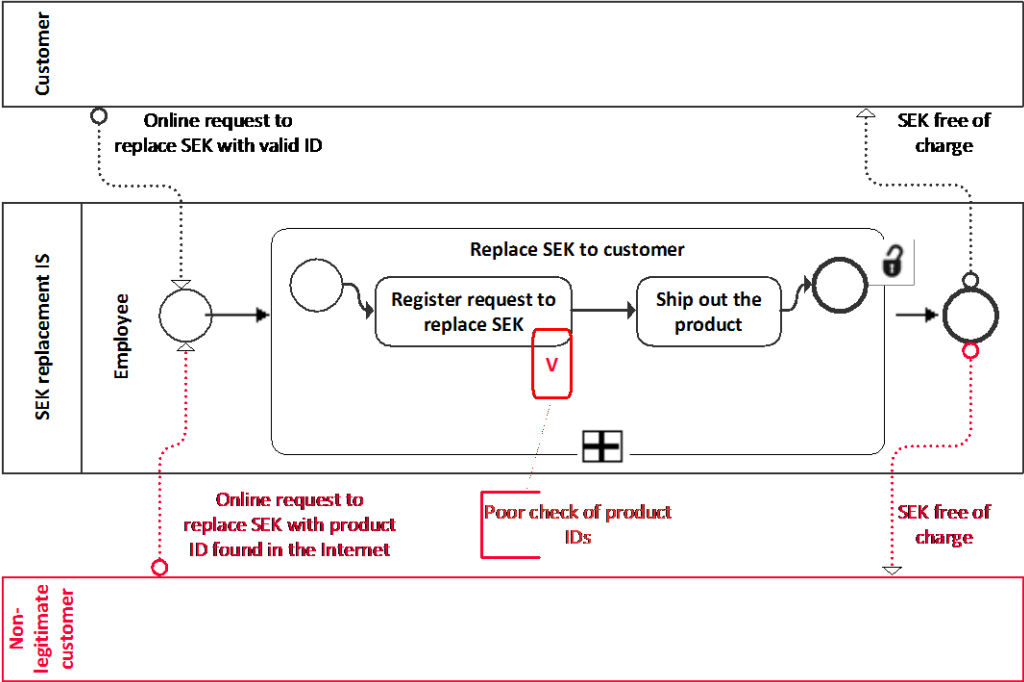 Customer
Online request to
replace SEK with valid ID
SEK free of
charge
SEK replacement IS
Employee
Replace SEK to customer
Register request to
replace SEK
Ship out the
product
V
Online request to
replace SEK with product
ID found in the Internet
Poor check of product
IDs
SEK free of
charge
Non-
legitimate
customer